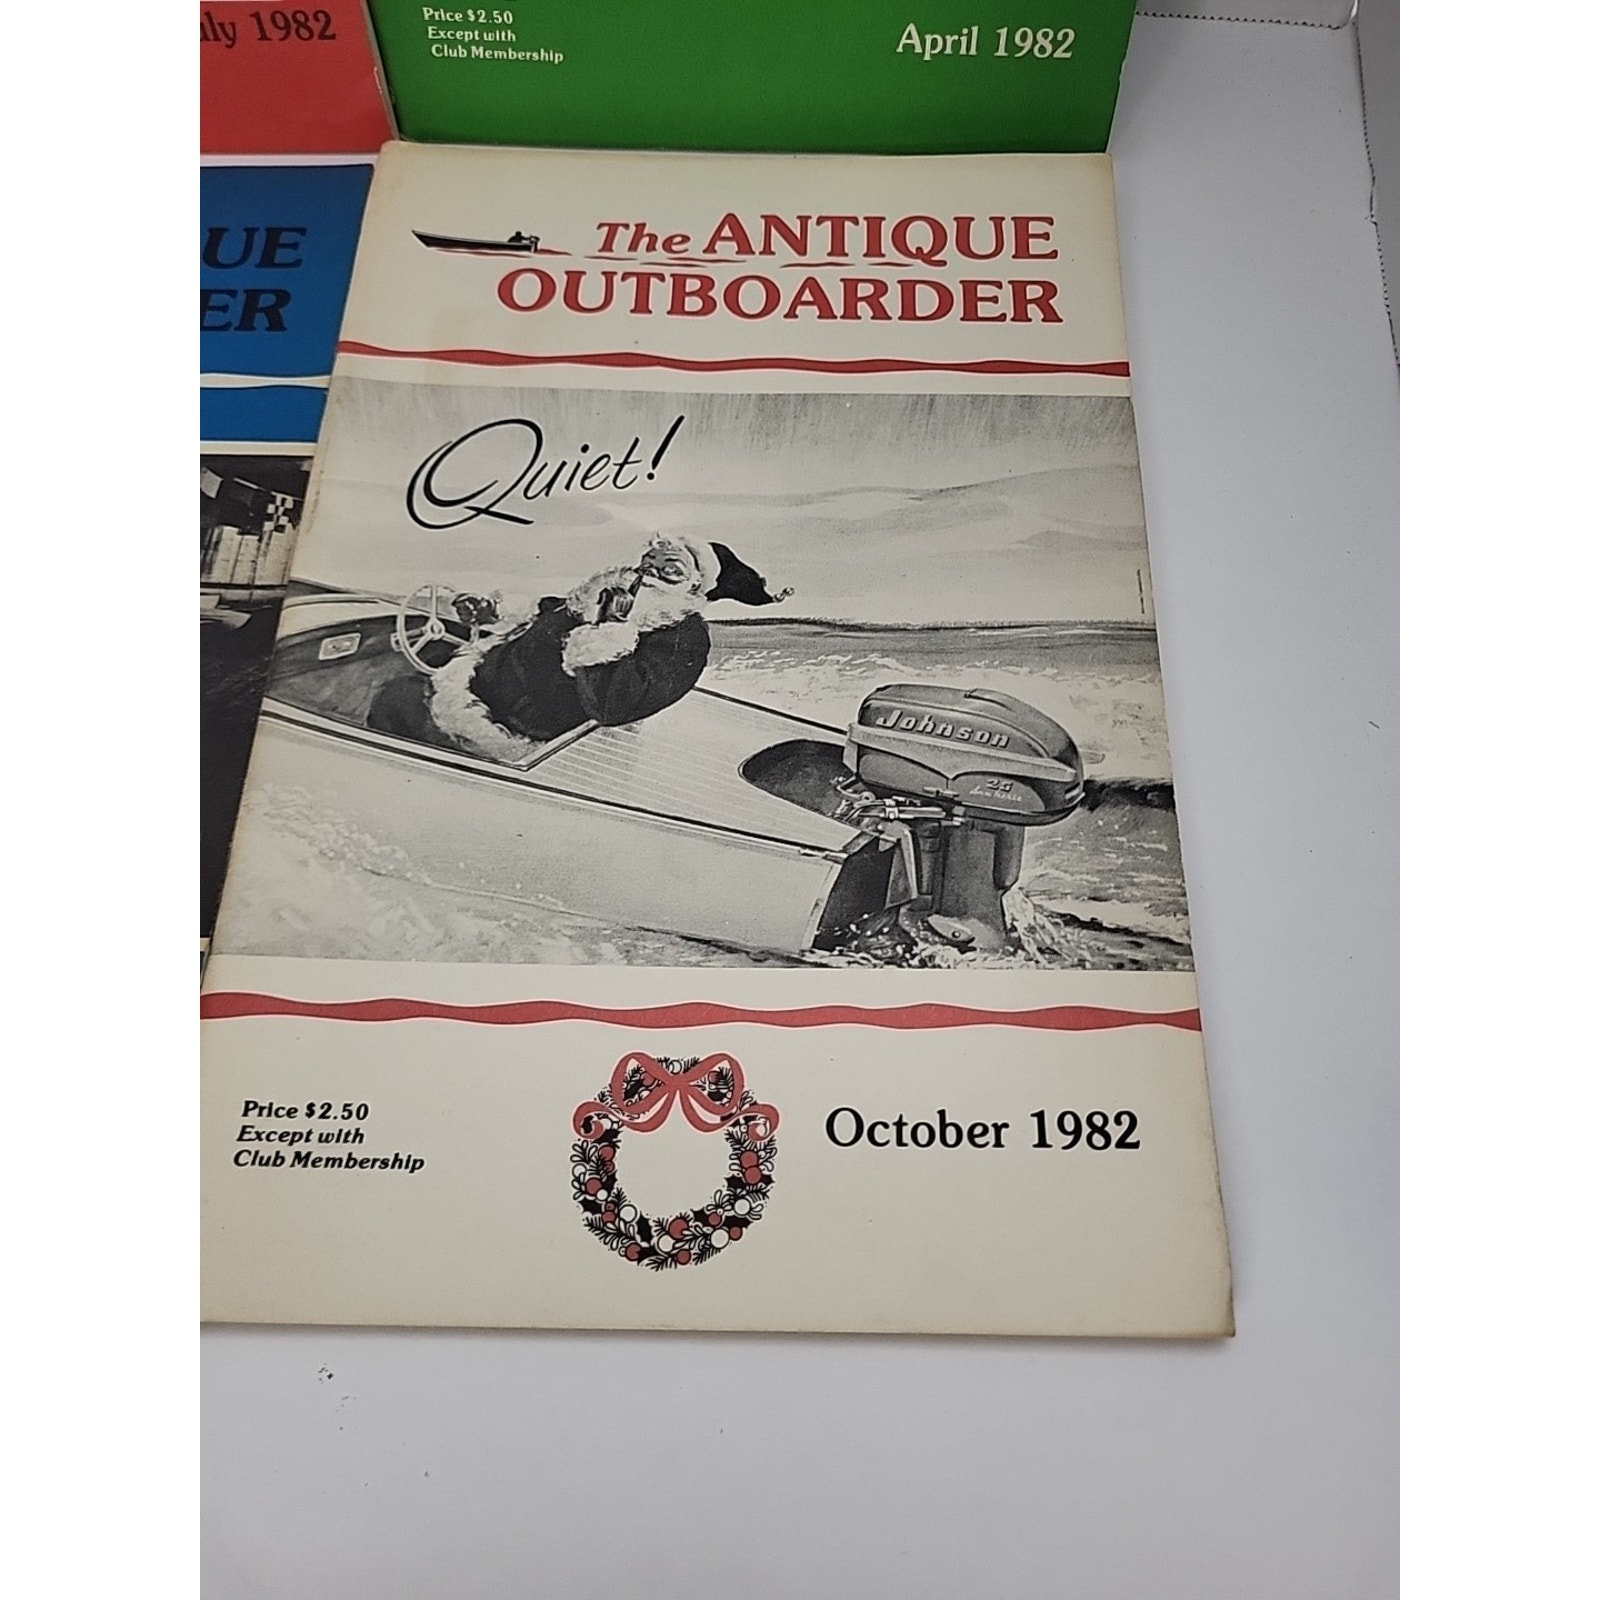 1982
Price $2.50
Except with
Club Membership
April 1982
UE
ER
The ANTIQUE
OUTBOARDER
Quiet!
Johnson
25
Price $2.50
Except with
Club Membership
October 1982